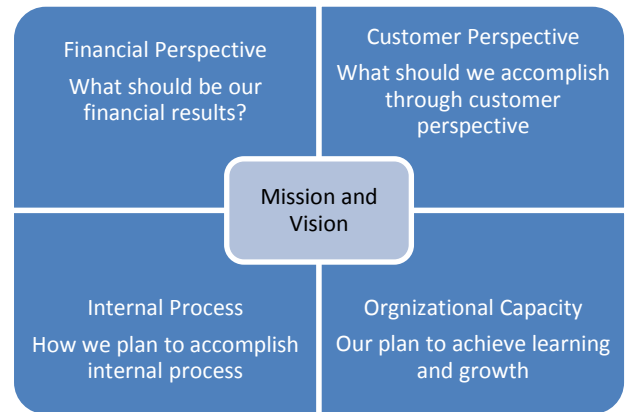 Financial Perspective
What should be our
financial results?
Customer Perspective
What should we accomplish
through customer
perspective
Mission and
Vision
Internal Process
How we plan to accomplish
internal process
Orgnizational Capacity
Our plan to achieve learning
and growth